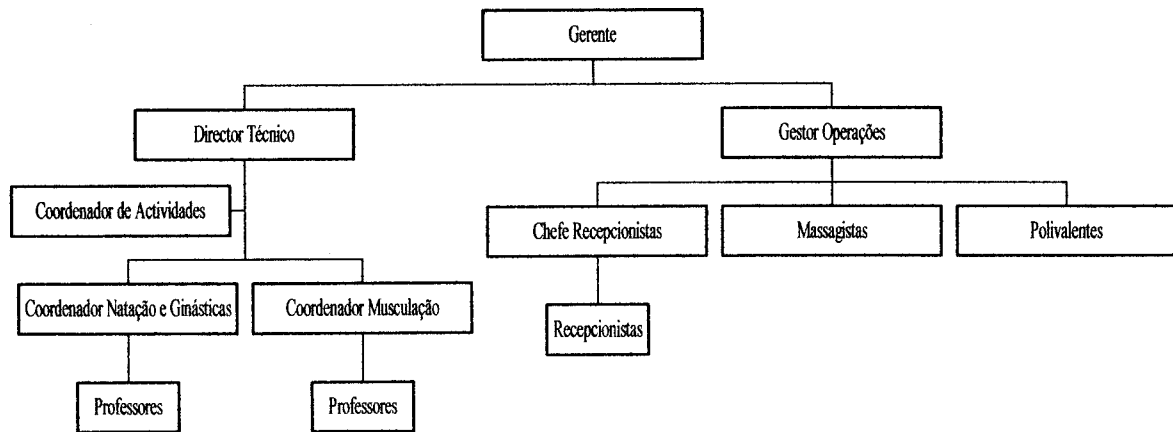 Gerente
Director Técnico
Gestor Operações
Coordenador de Actividades
Chefe Recepcionistas
Massagistas
Polivalentes
Coordenador Natação e Ginásticas
Coordenador Musculação
Recepcionistas
Professores
Professores